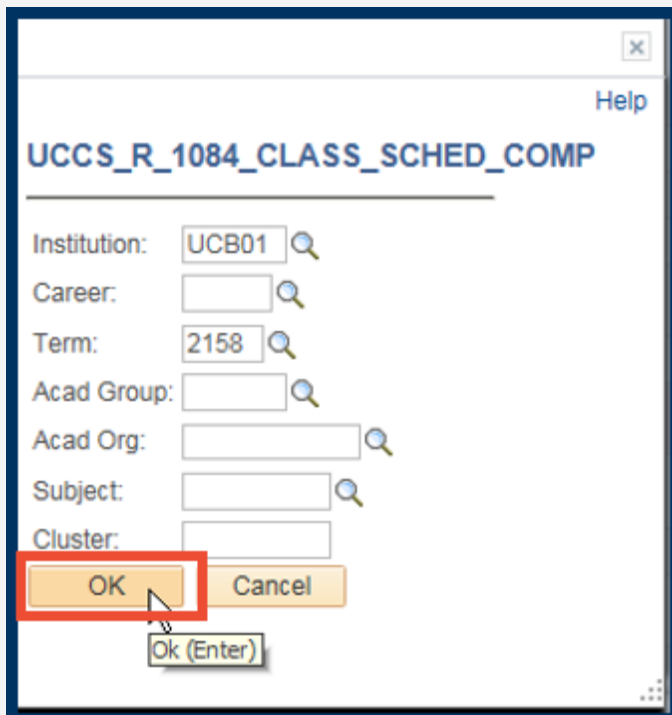 Help
UCCS_R_1084_CLASS_SCHED_COMP
Institution: UCB01
Career:
Term: 2158
Acad Group:
Acad Org:
Subject:
Cluster:
OK Cancel
Ok (Enter)